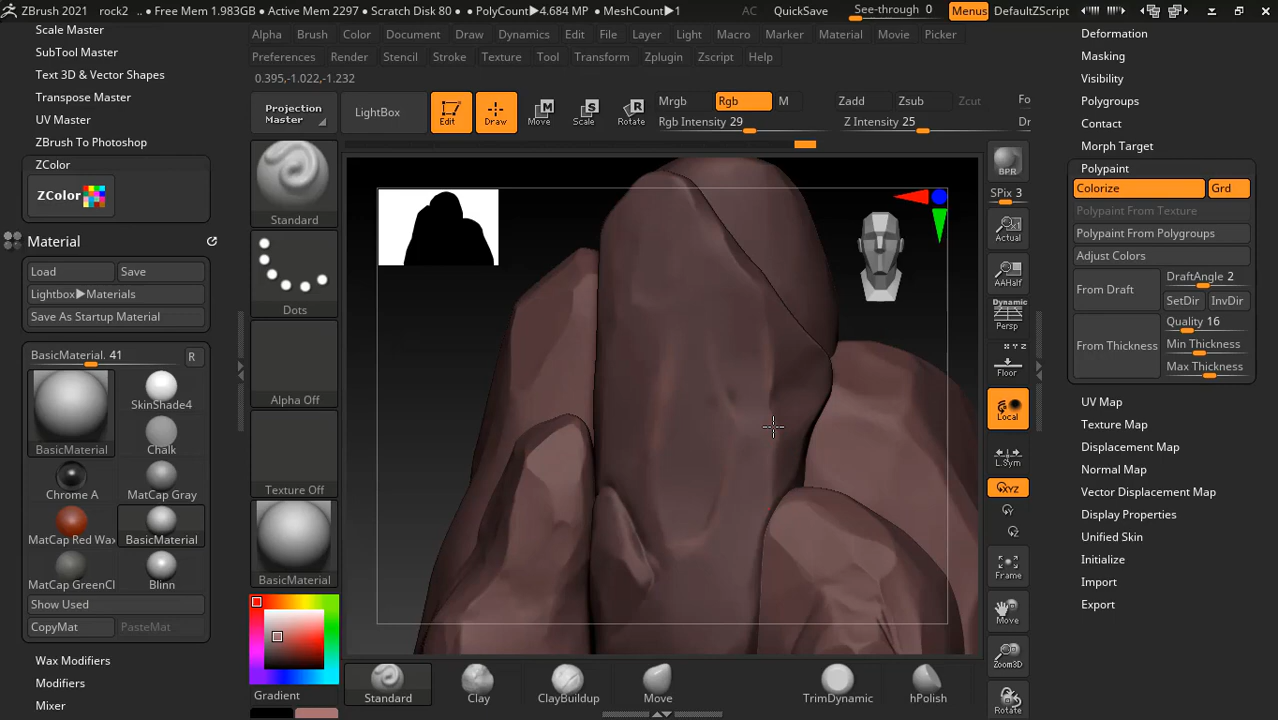 ZBrush 2021 rock2 .. • Free Mem 1.983GB • Active Mem 2297 • Scratch Disk 80 • PolyCount▸4.684 MP • MeshCount▸1 AC QuickSave See-through 0 Menus DefaultZScript
Alpha Brush Color Document Draw Dynamics Edit File Layer Light Macro Marker Material Movie Picker
Preferences Render Stencil Stroke Texture Tool Transform Zplugin Zscript Help
0.395,-1.022,-1.232
Scale Master
SubTool Master
Text 3D & Vector Shapes
Transpose Master
UV Master
ZBrush To Photoshop
ZColor
ZColor
Material
Load Save
Lightbox▶Materials
Save As Startup Material
BasicMaterial. 41 R
BasicMaterial
SkinShade4
Chalk
Chrome A
MatCap Gray
MatCap Red Wax
BasicMaterial
MatCap GreenCl
Blinn
Show Used
CopyMat PasteMat
Wax Modifiers
Modifiers
Mixer
Projection
Master
LightBox
Edit
Draw
Move
Scale
Rotate
Mrgb Rgb M
Rgb Intensity 29
Zadd Zsub Zcut Fo
Z Intensity 25 Dr
Standard
Dots
Alpha Off
Texture Off
BasicMaterial
Gradient
Standard
Clay
ClayBuildup
Move
TrimDynamic
hPolish
BPR
SPix 3
Actual
AAHalf
Dynamic
Persp
X Y Z
Floor
Local
L.Sym
XYZ
Y
Z
Frame
Move
Zoom3D
Rotate
Deformation
Masking
Visibility
Polygroups
Contact
Morph Target
Polypaint
Colorize Grd
Polypaint From Texture
Polypaint From Polygroups
Adjust Colors
From Draft
DraftAngle 2
SetDir InvDir
From Thickness
Quality 16
Min Thickness
Max Thickness
UV Map
Texture Map
Displacement Map
Normal Map
Vector Displacement Map
Display Properties
Unified Skin
Initialize
Import
Export